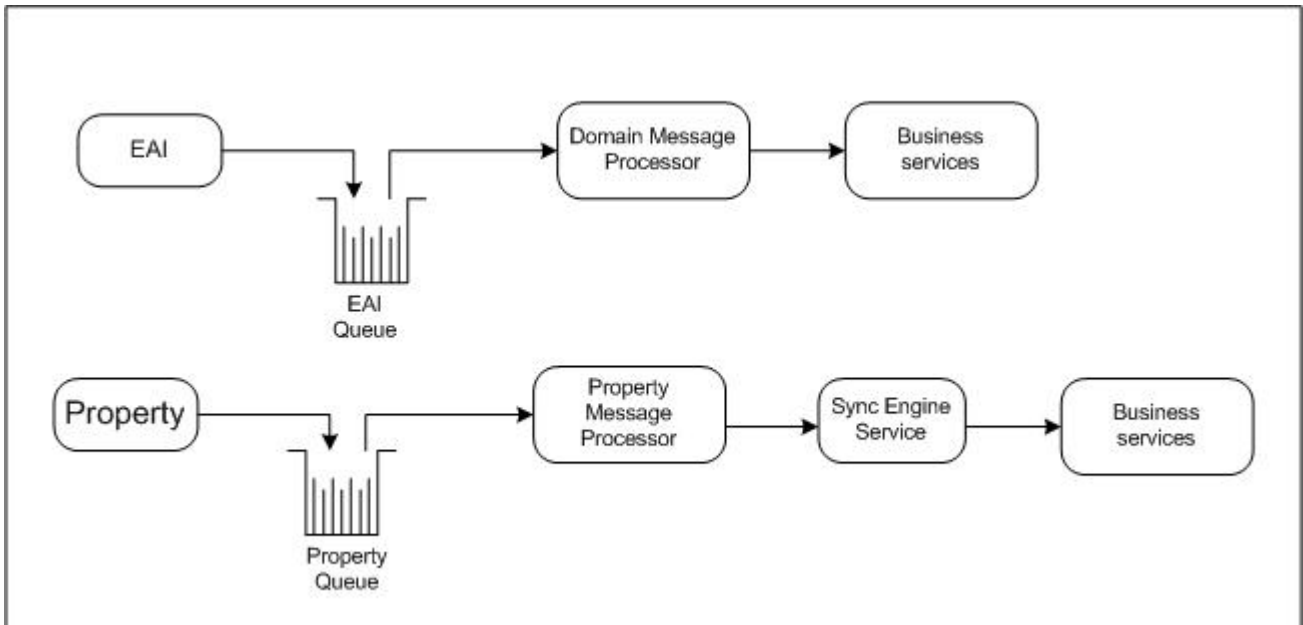 EAI
Domain Message
Processor
Business
services
EAI
Queue
Property
Property
Message
Processor
Sync Engine
Service
Business
services
Property
Queue